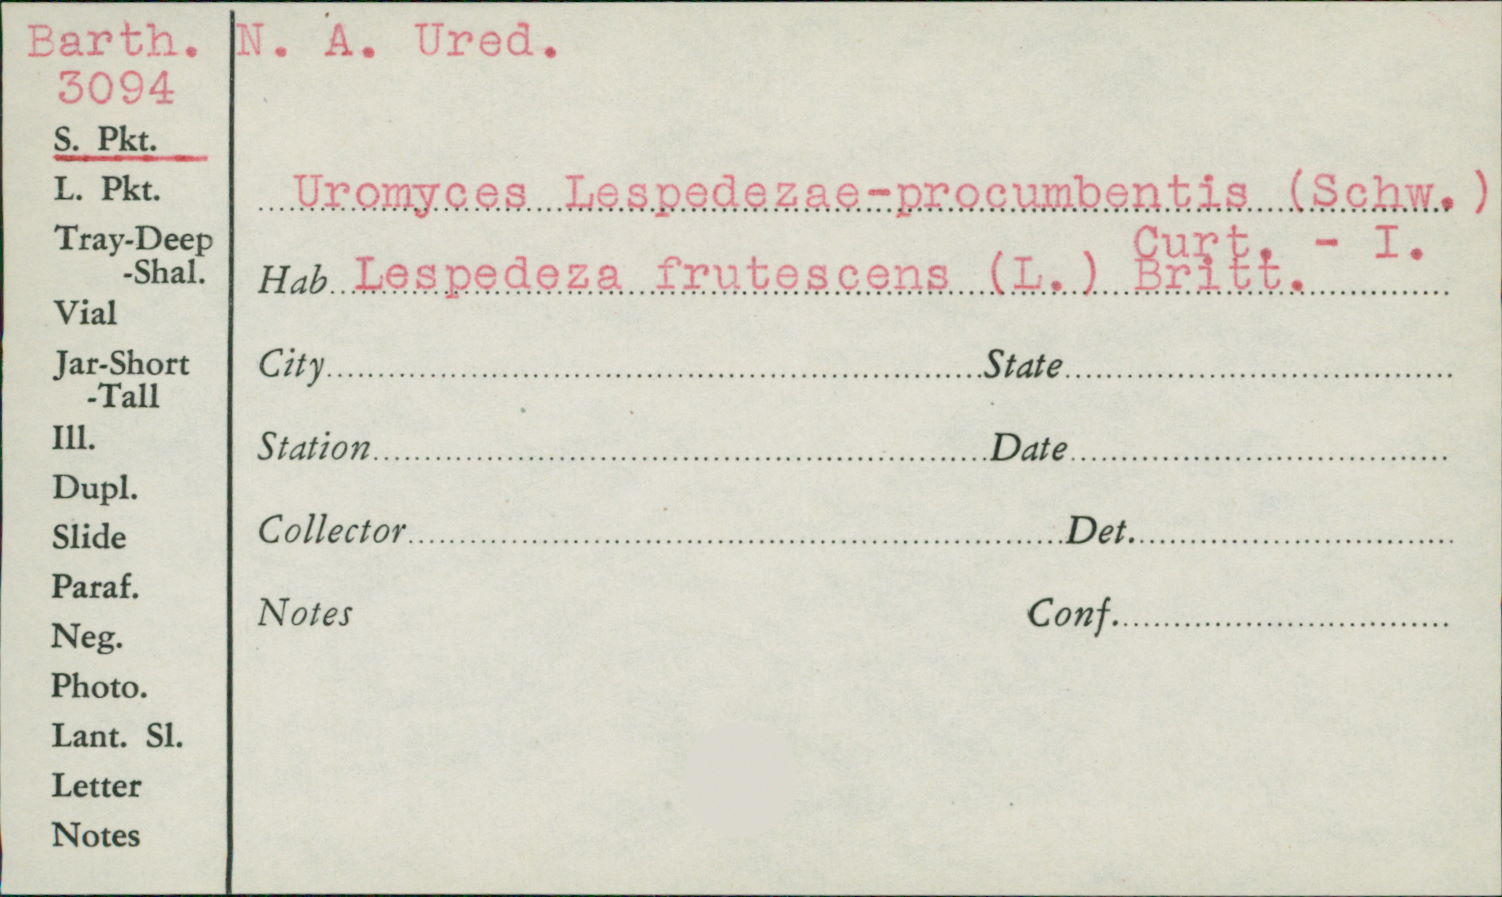 Barth. N. A. Ured.
3094
S. Pkt.
L. Pkt.
Tray-Deep
-Shal.
Vial
Jar-Short
-Tall
Ill.
Dupl.
Slide
Paraf.
Neg.
Photo.
Lant. Sl.
Letter
Notes
Uromyces Lespedezae-procumbentis (Schw.)
Curt. - I.
Hab. Lespedeza frutescens (L.) Britt.
City State
Station Date
Collector Det.
Notes Conf.